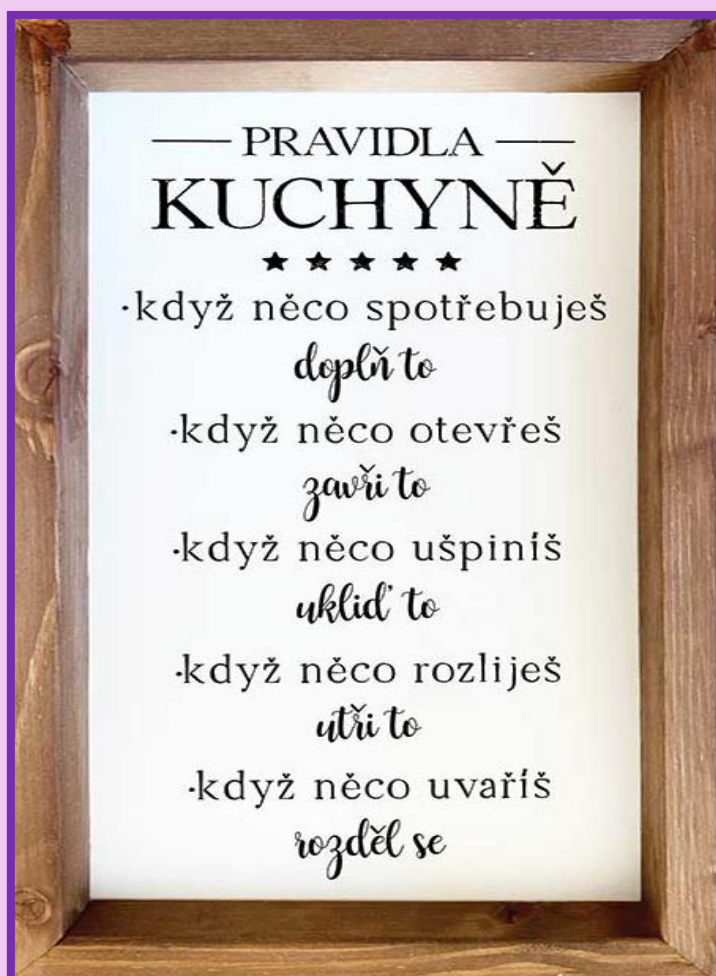 PRAVIDLA
KUCHYNĚ
·když něco spotřebuješ
doplň to
·když něco otevřeš
zavři to
·když něco ušpiníš
ukliď to
·když něco rozliješ
utři to
·když něco uvaříš
rozděl se